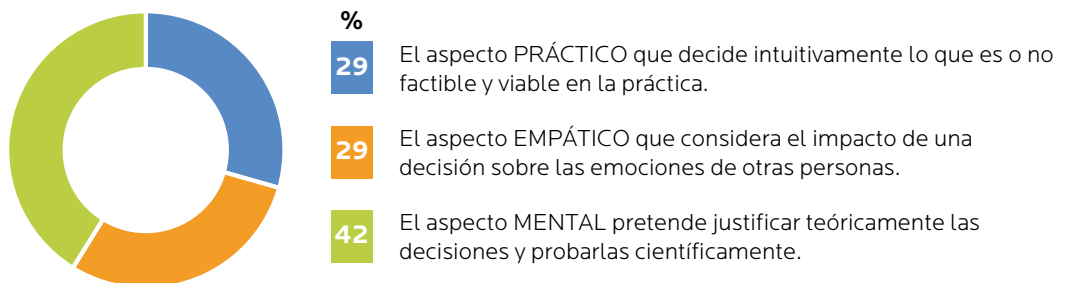 %
29
El aspecto PRÁCTICO que decide intuitivamente lo que es o no
factible y viable en la práctica.
29
El aspecto EMPÁTICO que considera el impacto de una
decisión sobre las emociones de otras personas.
42
El aspecto MENTAL pretende justificar teóricamente las
decisiones y probarlas científicamente.